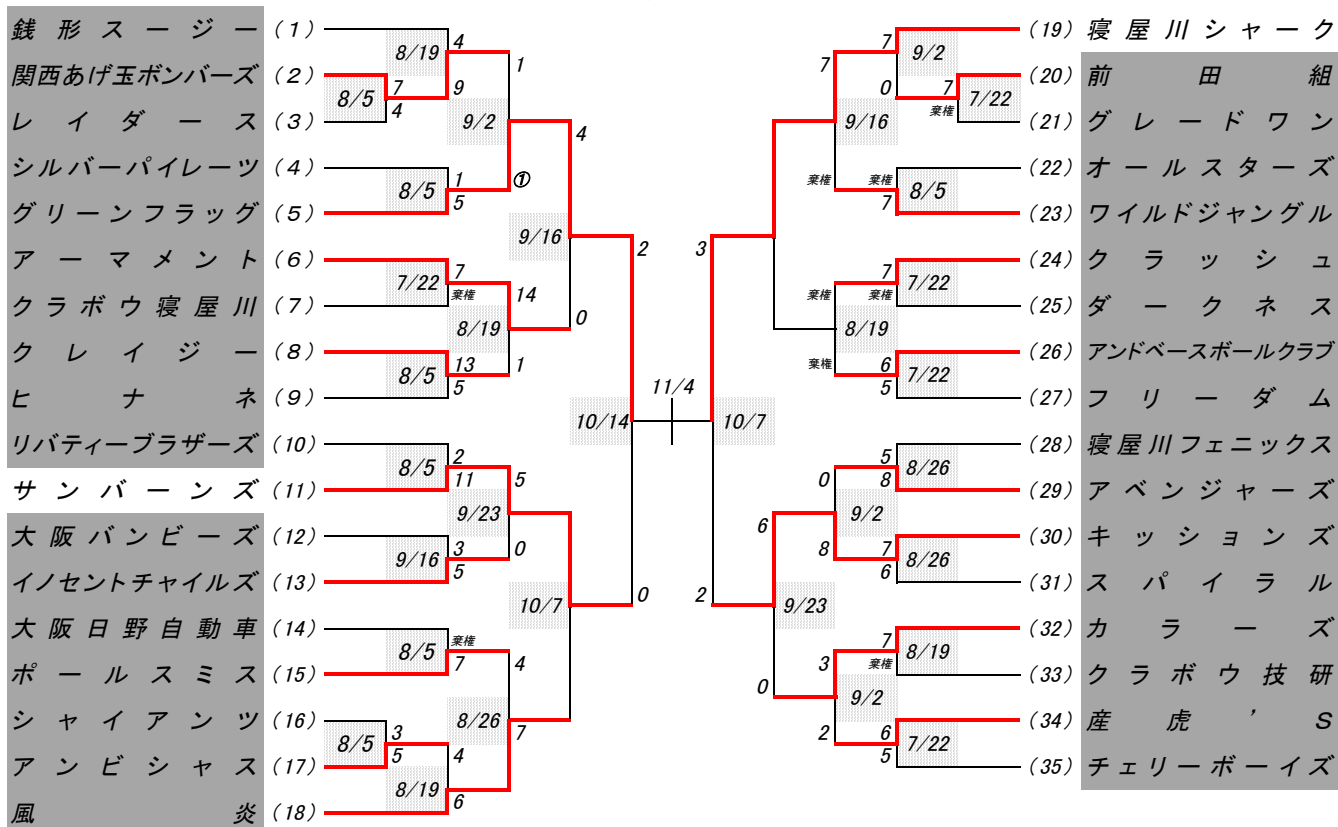 銭形スージー (1)
関西あげ玉ボンバーズ (2)
レイダース (3)
シルバーパイレーツ (4)
グリーンフラッグ (5)
アーマメント (6)
クラボウ寝屋川 (7)
クレイジー (8)
ヒナネ (9)
リバティーブラザーズ (10)
サンバーンズ (11)
大阪バンビーズ (12)
イノセントチャイルズ (13)
大阪日野自動車 (14)
ポールスミス (15)
シャイアンツ (16)
アンビシャス (17)
風炎 (18)
8/5
7
4
8/19
4
9
8/5
1
5
9/2
1
①
7/22
7
棄権
8/5
13
5
8/19
14
1
9/16
4
0
8/5
2
11
9/16
3
5
9/23
5
0
8/5
棄権
7
8/5
3
5
8/19
4
6
8/26
4
7
10/7
10/14
2
0
11/4
10/7
3
2
7
9/2
0
7
7/22
棄権
7
9/16
棄権
棄権
8/5
7
7
7/22
棄権
棄権
8/19
棄権
6
7/22
5
5
8/26
8
0
9/2
8
7
8/26
6
6
9/23
0
7
8/19
棄権
3
9/2
2
6
7/22
5
(19) 寝屋川シャーク
(20) 前田組
(21) グレードワン
(22) オールスターズ
(23) ワイルドジャングル
(24) クラッシュ
(25) ダークネス
(26) アンドベースボールクラブ
(27) フリーダム
(28) 寝屋川フェニックス
(29) アベンジャーズ
(30) キッションズ
(31) スパイラル
(32) カラーズ
(33) クラボウ技研
(34) 産虎'S
(35) チェリーボーイズ